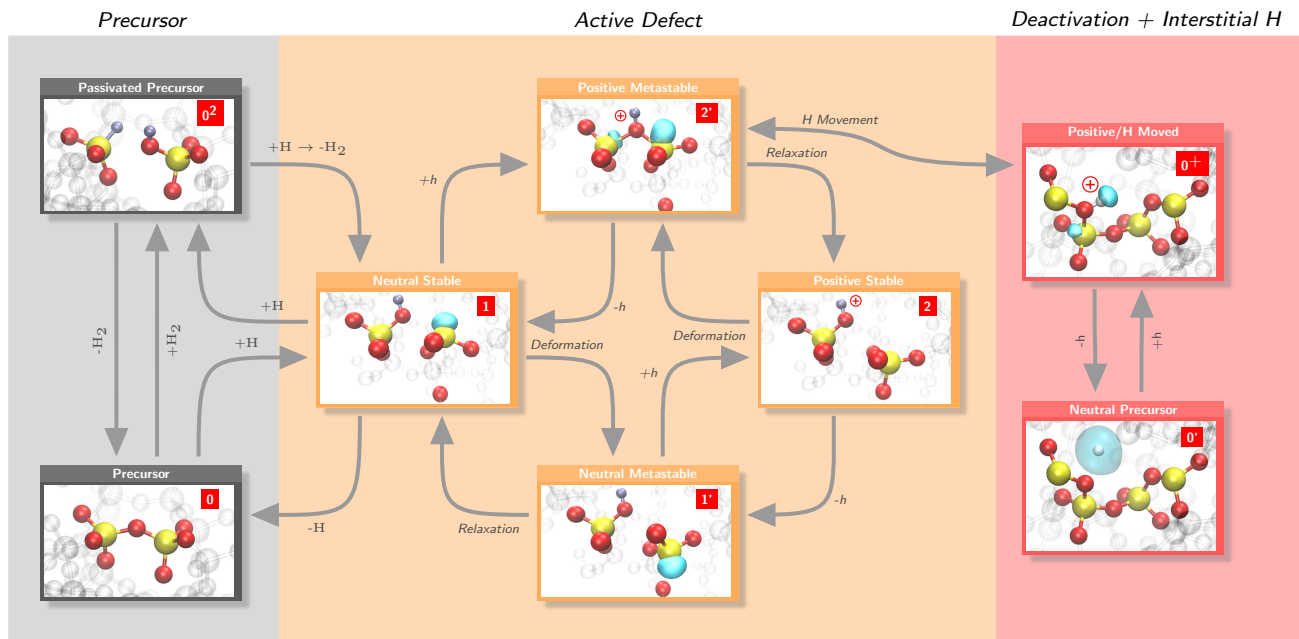 Precursor
Active Defect
Deactivation + Interstitial H
Passivated Precursor
0²
+H → -H₂
+h
Positive Metastable
⊕
2'
H Movement
Relaxation
Positive/H Moved
⊕
0⁺
-H₂
+H₂
+H
+H
Neutral Stable
1
-h
Deformation
Deformation
+h
Positive Stable
⊕
2
-h
+h
Precursor
0
-H
Relaxation
Neutral Metastable
1'
-h
Neutral Precursor
0'